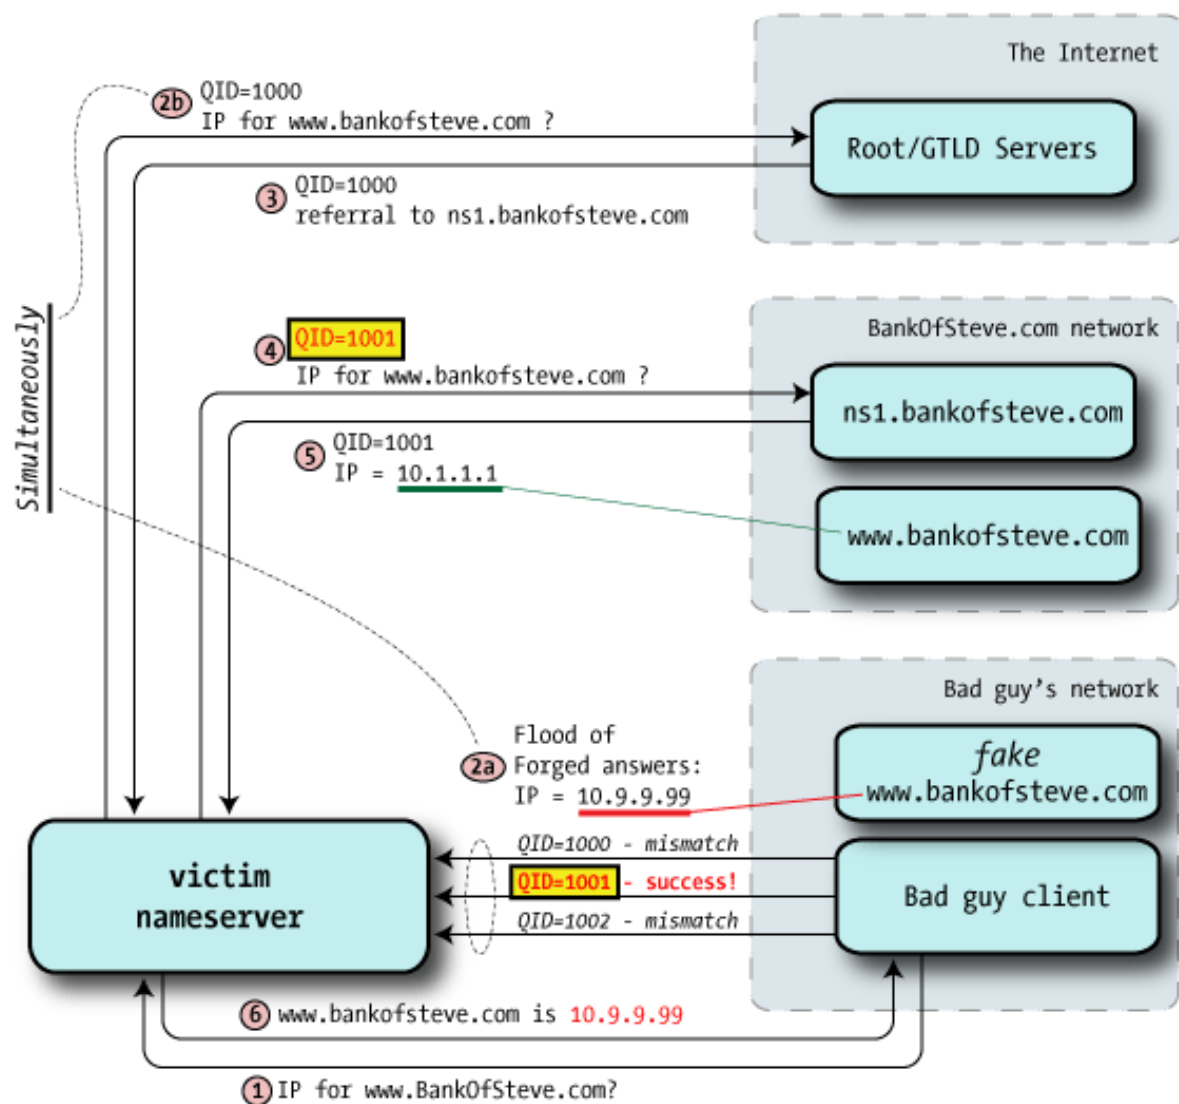 The Internet
2b
QID=1000
IP for www.bankofsteve.com ?
Root/GTLD Servers
3
QID=1000
referral to ns1.bankofsteve.com
Simultaneously
BankOfSteve.com network
4
QID=1001
IP for www.bankofsteve.com ?
ns1.bankofsteve.com
5
QID=1001
IP = 10.1.1.1
www.bankofsteve.com
Bad guy's network
2a
Flood of
Forged answers:
IP = 10.9.9.99
fake
www.bankofsteve.com
QID=1000 - mismatch
QID=1001 - success!
QID=1002 - mismatch
Bad guy client
victim
nameserver
6
www.bankofsteve.com is 10.9.9.99
1
IP for www.BankOfSteve.com?